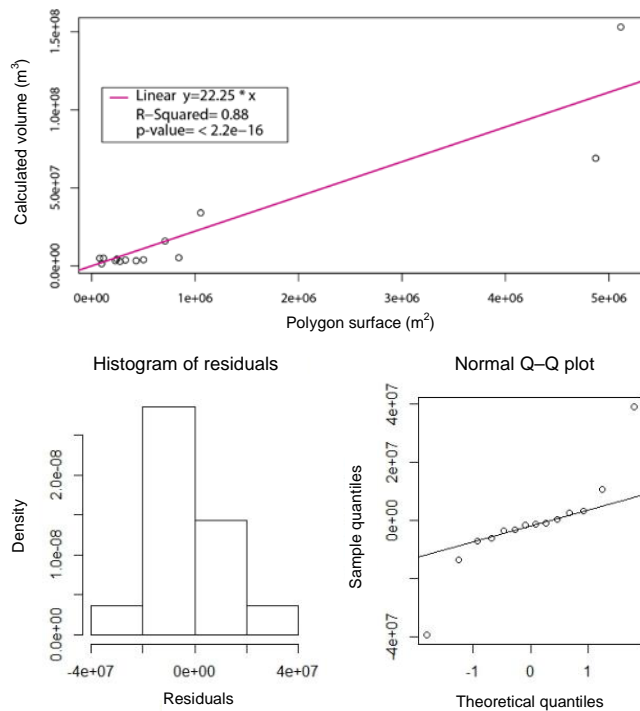 Calculated volume (m³)
0.0e+00 5.0e+07 1.0e+08 1.5e+08
Linear y=22.25 * x
R−Squared= 0.88
p-value= < 2.2e−16
0e+00 1e+06 2e+06 3e+06 4e+06 5e+06
Polygon surface (m²)
Histogram of residuals
Density
0.0e+00 1.0e-08 2.0e-08
-4e+07 0e+00 4e+07
Residuals
Normal Q–Q plot
Sample quantiles
-4e+07 0e+00 2e+07 4e+07
-1 0 1
Theoretical quantiles